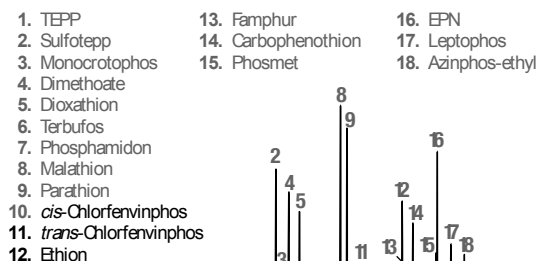 1. TEPP
2. Sulfotepp
3. Monocrotophos
4. Dimethoate
5. Dioxathion
6. Terbufos
7. Phosphamidon
8. Malathion
9. Parathion
10. cis-Chlorfenvinphos
11. trans-Chlorfenvinphos
12. Ethion
13. Famphur
14. Carbophenothion
15. Phosmet
16. EPN
17. Leptophos
18. Azinphos-ethyl
8
9
16
2
4
5
12
14
3
11
13
15
17
18